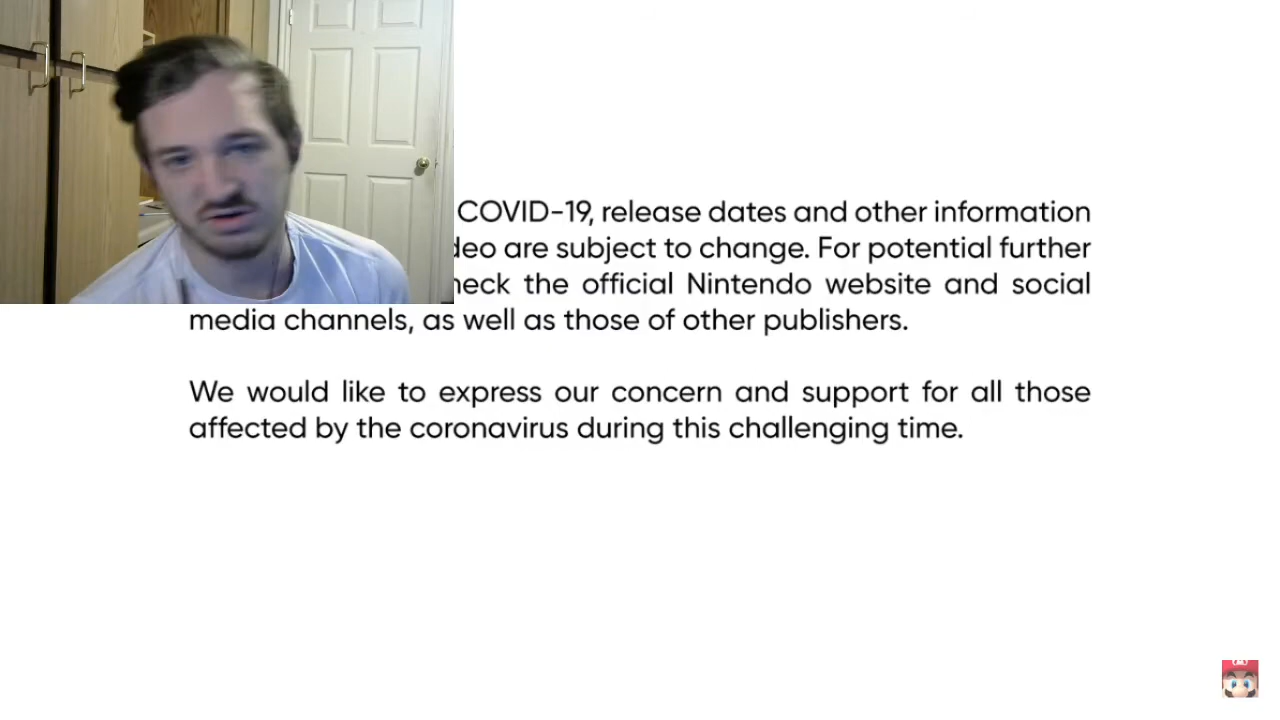 COVID-19, release dates and other information
are subject to change. For potential further
the official Nintendo website and social
media channels, as well as those of other publishers.
We would like to express our concern and support for all those
affected by the coronavirus during this challenging time.